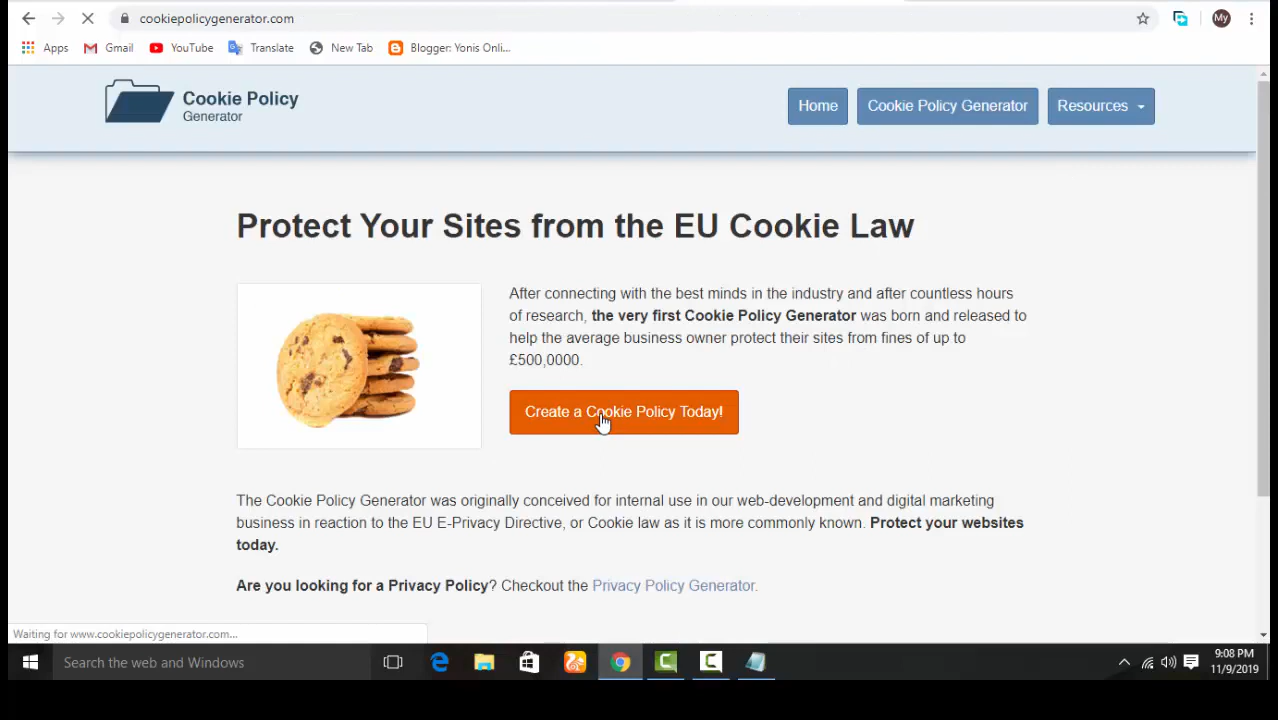 cookiepolicygenerator.com
My
Apps
Gmail
YouTube
Translate
New Tab
Blogger: Yonis Onli...
Cookie Policy
Generator
Home
Cookie Policy Generator
Resources
Protect Your Sites from the EU Cookie Law
After connecting with the best minds in the industry and after countless hours
of research, the very first Cookie Policy Generator was born and released to
help the average business owner protect their sites from fines of up to
£500,0000.
Create a Cookie Policy Today!
The Cookie Policy Generator was originally conceived for internal use in our web-development and digital marketing
business in reaction to the EU E-Privacy Directive, or Cookie law as it is more commonly known. Protect your websites
today.
Are you looking for a Privacy Policy? Checkout the Privacy Policy Generator.
Waiting for www.cookiepolicygenerator.com...
Search the web and Windows
9:08 PM
11/9/2019